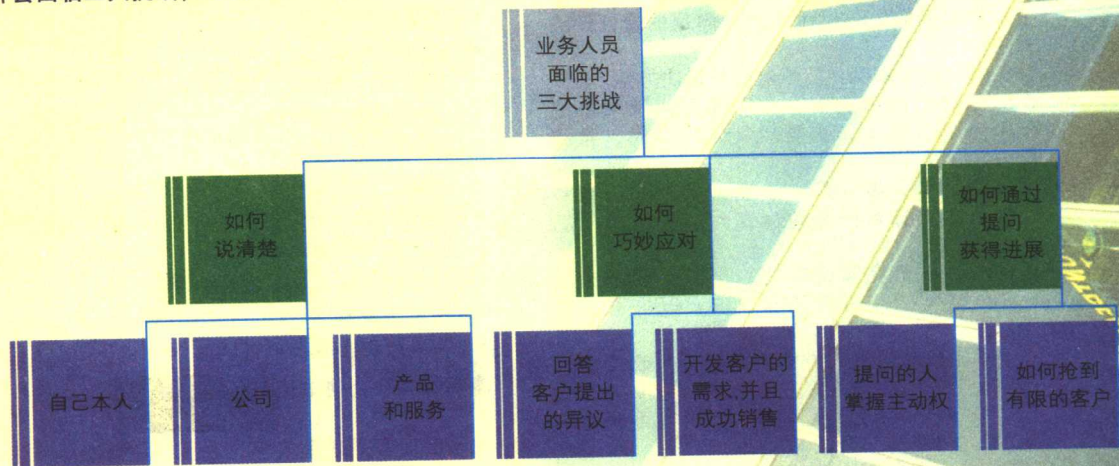 业务人员
面临的
三大挑战
如何
说清楚
如何
巧妙应对
如何通过
提问
获得进展
自己本人
公司
产品
和服务
回答
客户提出
的异议
开发客户的
需求,并且
成功销售
提问的人
掌握主动权
如何抢到
有限的客户